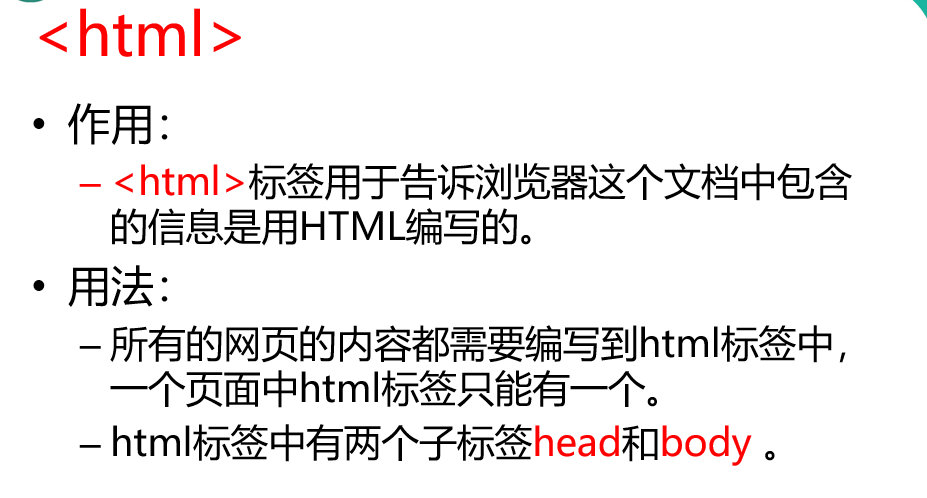 <html>
• 作用：
– <html>标签用于告诉浏览器这个文档中包含
的信息是用HTML编写的。
• 用法：
– 所有的网页的内容都需要编写到html标签中，
一个页面中html标签只能有一个。
– html标签中有两个子标签head和body 。